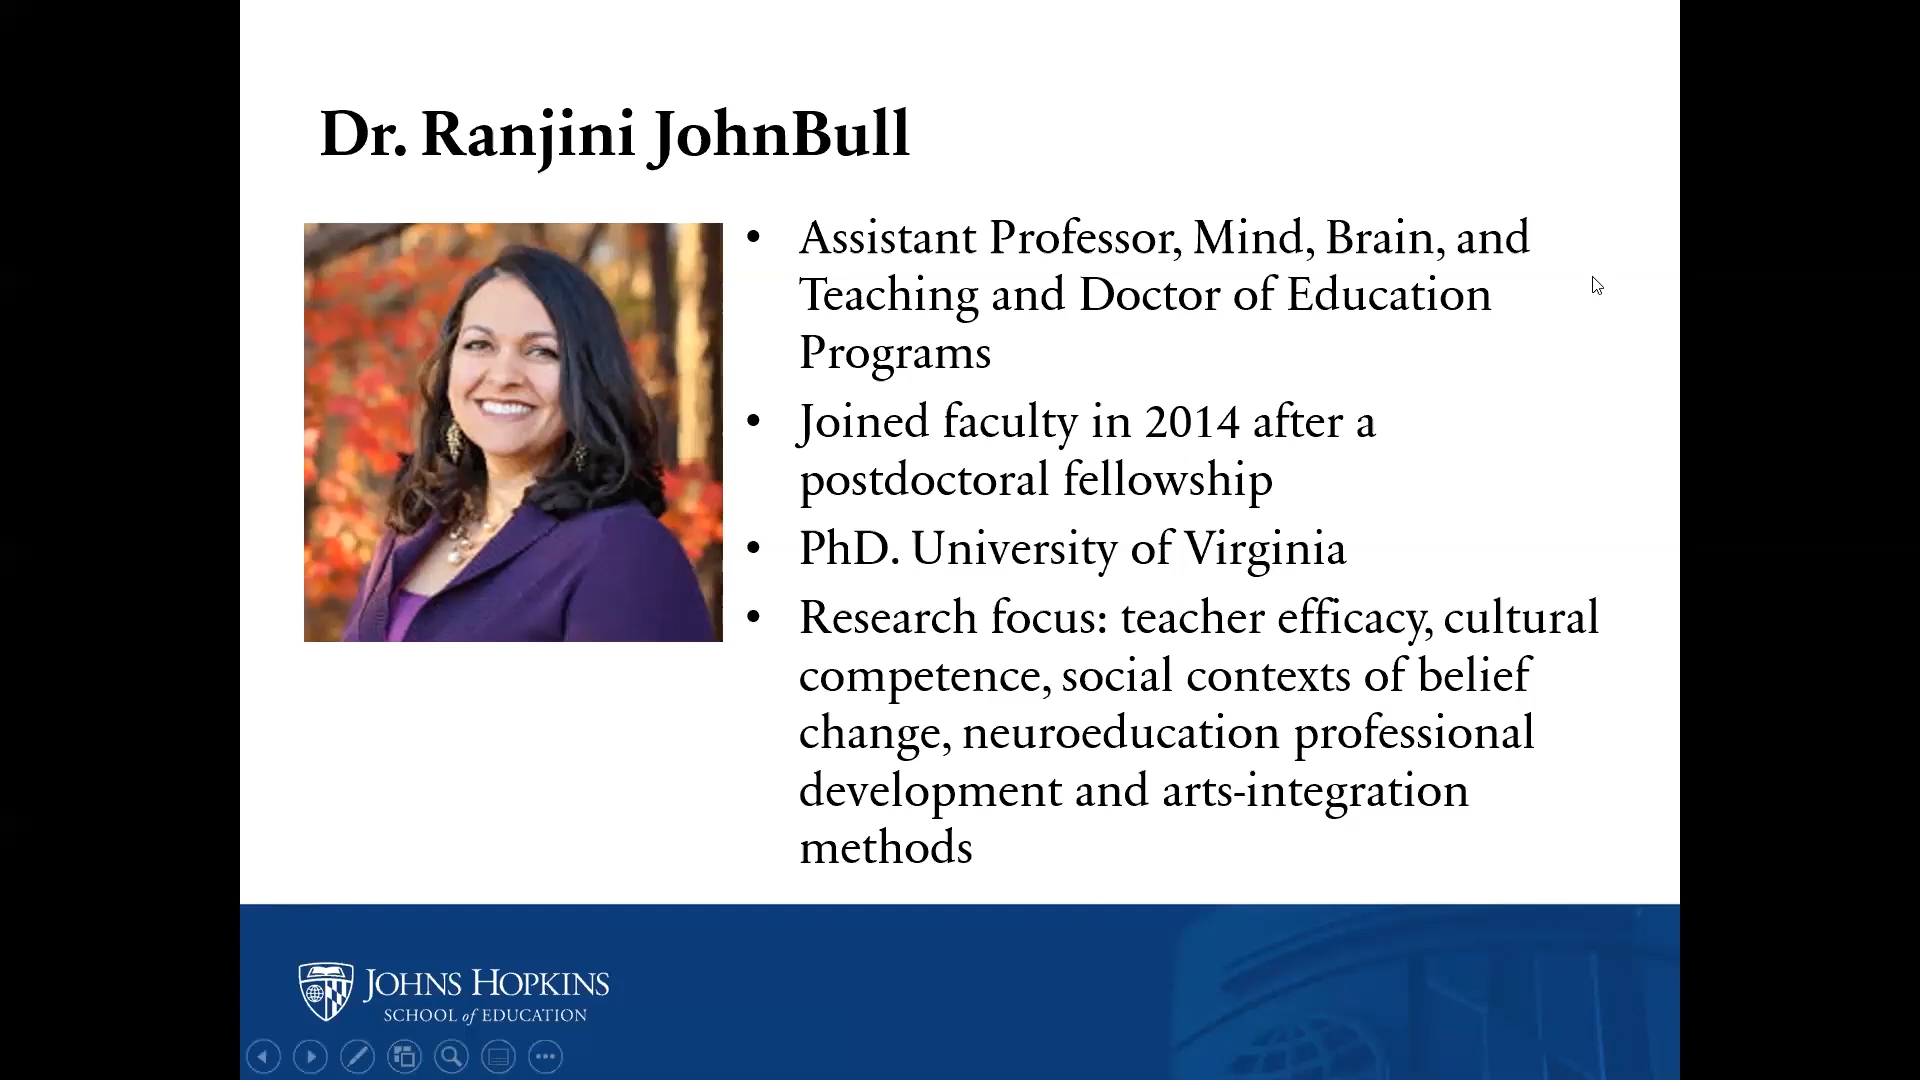 Dr. Ranjini JohnBull
• Assistant Professor, Mind, Brain, and
Teaching and Doctor of Education
Programs
• Joined faculty in 2014 after a
postdoctoral fellowship
• PhD. University of Virginia
• Research focus: teacher efficacy, cultural
competence, social contexts of belief
change, neuroeducation professional
development and arts-integration
methods
JOHNS HOPKINS
SCHOOL of EDUCATION